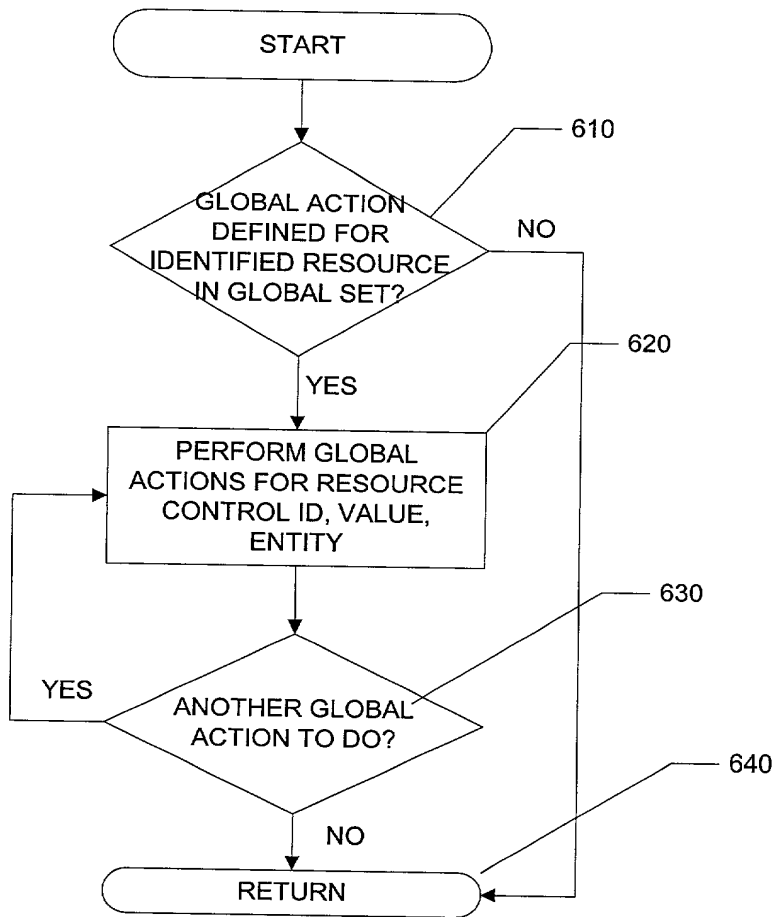 START
610
GLOBAL ACTION
DEFINED FOR
IDENTIFIED RESOURCE
IN GLOBAL SET?
NO
620
YES
PERFORM GLOBAL
ACTIONS FOR RESOURCE
CONTROL ID, VALUE,
ENTITY
630
YES
ANOTHER GLOBAL
ACTION TO DO?
640
NO
RETURN